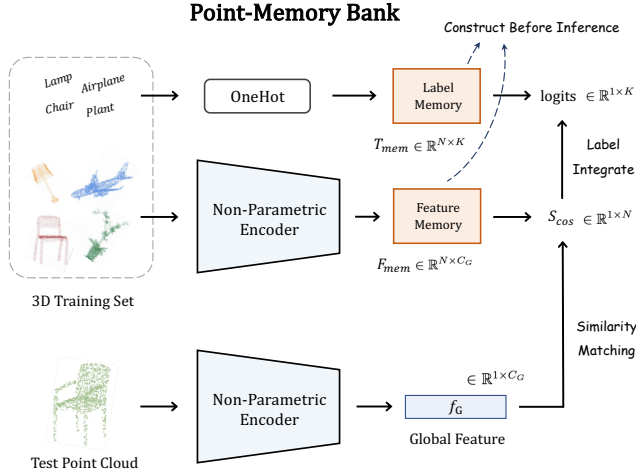 Point-Memory Bank
Construct Before Inference
Lamp
Airplane
Chair
Plant
OneHot
Label
Memory
logits ∈ ℝ^{1×K}
T_{mem} ∈ ℝ^{N×K}
Label
Integrate
Non-Parametric
Encoder
Feature
Memory
S_{cos} ∈ ℝ^{1×N}
F_{mem} ∈ ℝ^{N×C_G}
3D Training Set
Similarity
Matching
∈ ℝ^{1×C_G}
Non-Parametric
Encoder
f_G
Global Feature
Test Point Cloud